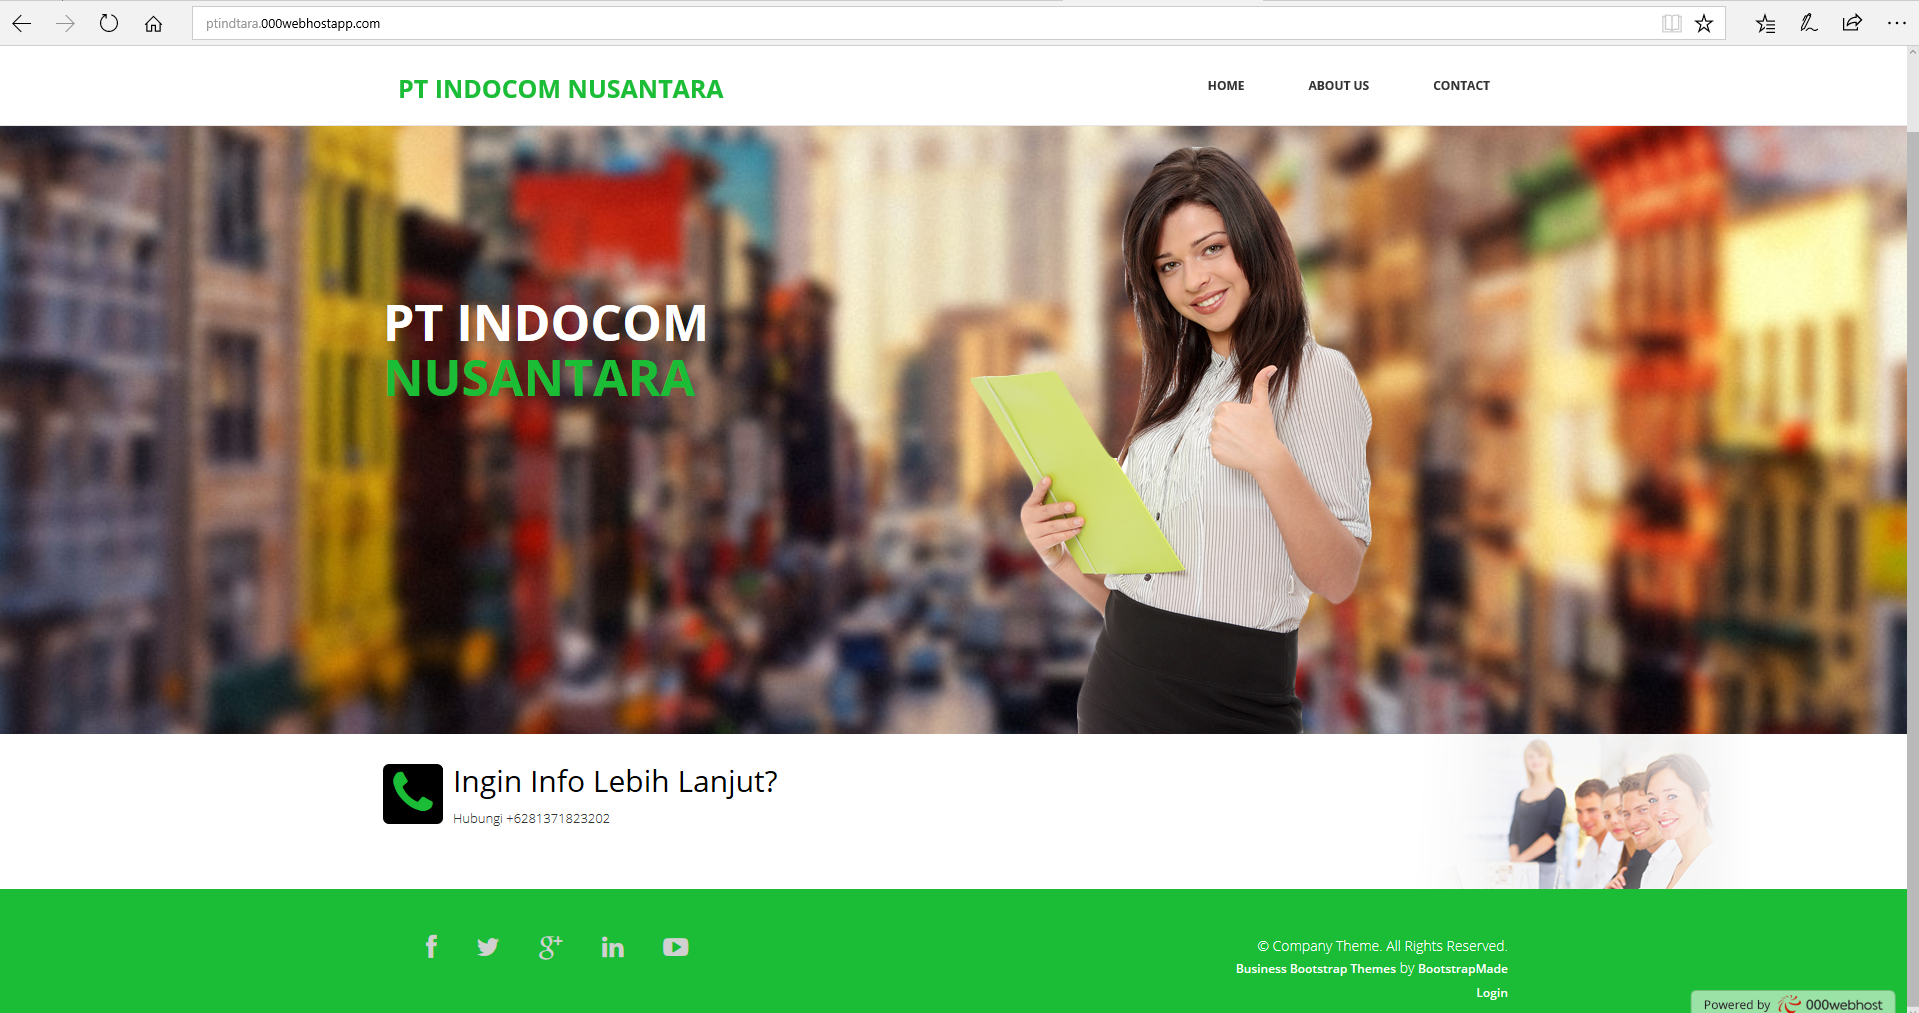 ptindtara.000webhostapp.com
PT INDOCOM NUSANTARA
HOME
ABOUT US
CONTACT
PT INDOCOM
NUSANTARA
Ingin Info Lebih Lanjut?
Hubungi +6281371823202
© Company Theme. All Rights Reserved.
Business Bootstrap Themes by BootstrapMade
Login
Powered by 000webhost